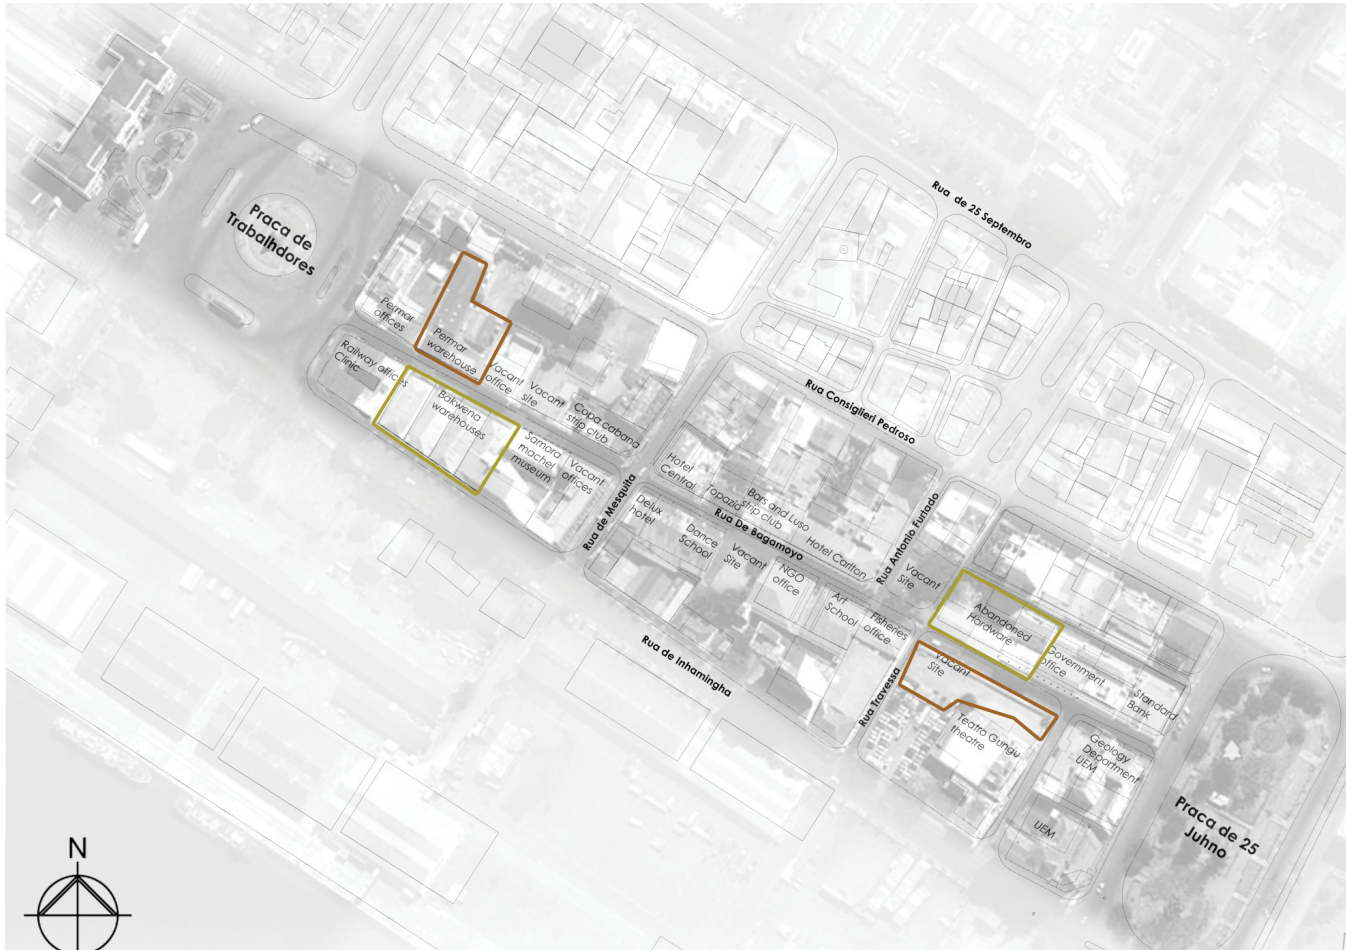 Rua de 25 Septembro
Praca de
Trabalhdores
Permar
offices
Permar
warehouse
Railway offices
Clinic
Vacant
office
Vacant
site
Copa cabana
strip club
Bakwena
warehouses
Samora
machel
museum
Vacant
offices
Rua de Mesquita
Rua Consiglieri Pedroso
Hotel
Central
Topazio
Bars and Luso
strip club
Hotel Carlton
Rua Antonio Furtado
Rua De Bagamoyo
Delux
hotel
Dance
School
Vacant
Site
NGO
office
Art
School
Fisheries
office
Vacant
Site
Abandoned
Hardware
Government
office
Standard
Bank
Vacant
Site
Rua Travessa
Teatro Gungu
theatre
Geology
Department
UEM
UEM
Rua de Inhamingha
Praca de 25
Juhno
N